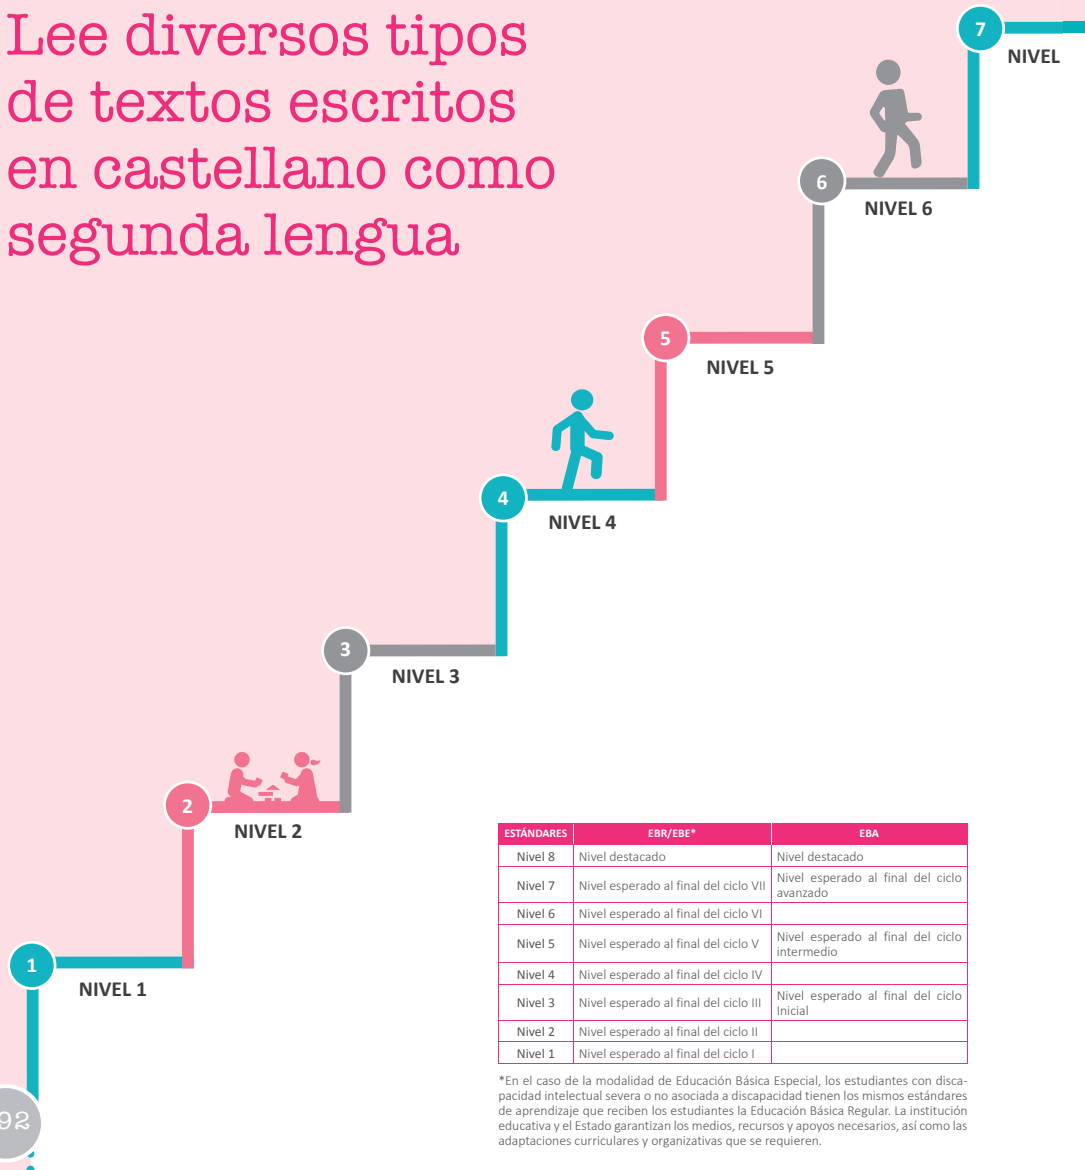 Lee diversos tipos
de textos escritos
en castellano como
segunda lengua
7
NIVEL
6
NIVEL 6
5
NIVEL 5
4
NIVEL 4
3
NIVEL 3
2
NIVEL 2
1
NIVEL 1
ESTÁNDARES EBR/EBE* EBA
Nivel 8 Nivel destacado Nivel destacado
Nivel 7 Nivel esperado al final del ciclo VII Nivel esperado al final del ciclo
avanzado
Nivel 6 Nivel esperado al final del ciclo VI
Nivel 5 Nivel esperado al final del ciclo V Nivel esperado al final del ciclo
intermedio
Nivel 4 Nivel esperado al final del ciclo IV
Nivel 3 Nivel esperado al final del ciclo III Nivel esperado al final del ciclo
Inicial
Nivel 2 Nivel esperado al final del ciclo II
Nivel 1 Nivel esperado al final del ciclo I
*En el caso de la modalidad de Educación Básica Especial, los estudiantes con disca-
pacidad intelectual severa o no asociada a discapacidad tienen los mismos estándares
de aprendizaje que reciben los estudiantes la Educación Básica Regular. La institución
educativa y el Estado garantizan los medios, recursos y apoyos necesarios, así como las
adaptaciones curriculares y organizativas que se requieren.
92